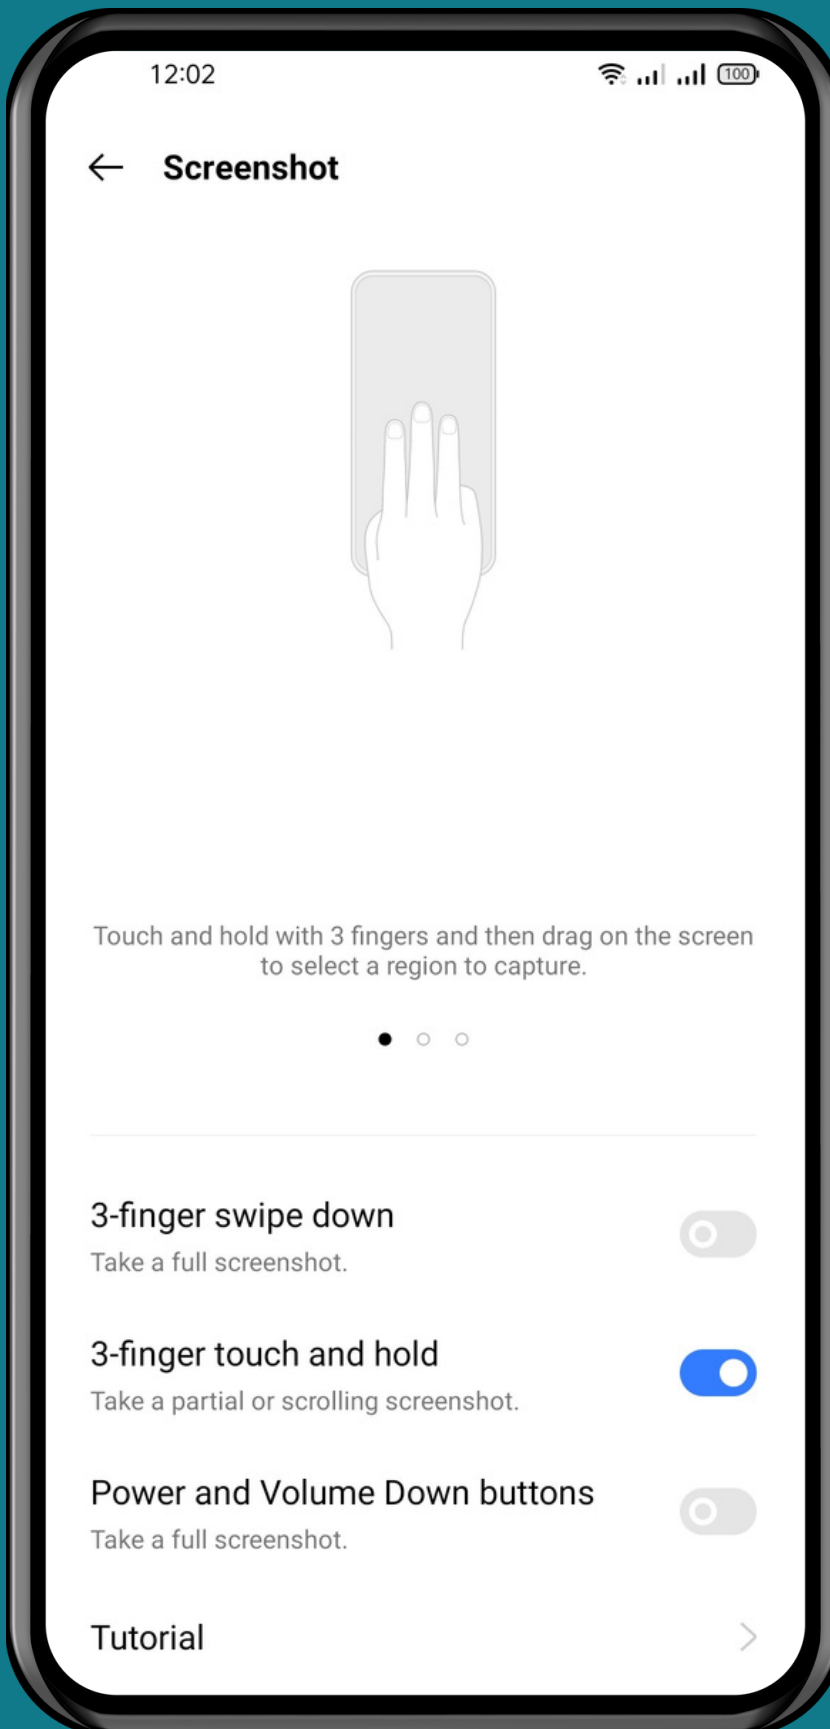 12:02
100
Screenshot
Touch and hold with 3 fingers and then drag on the screen
to select a region to capture.
3-finger swipe down
Take a full screenshot.
3-finger touch and hold
Take a partial or scrolling screenshot.
Power and Volume Down buttons
Take a full screenshot.
Tutorial